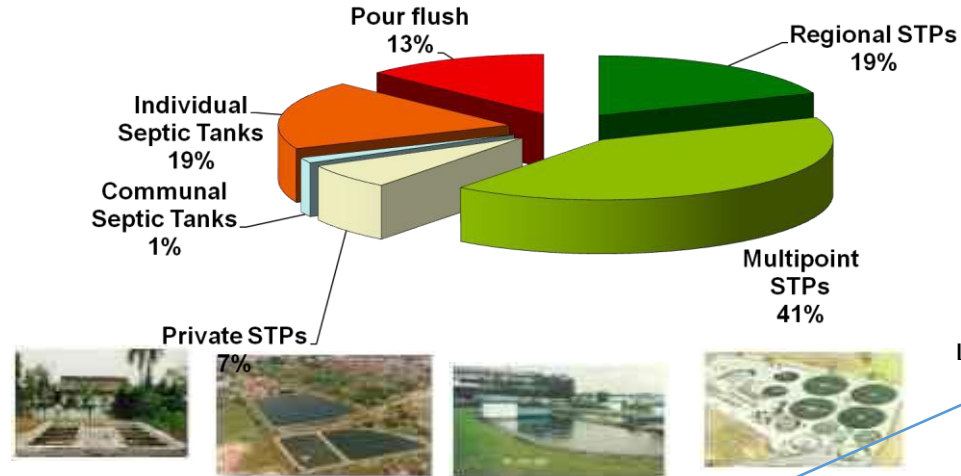 Pour flush
13%
Regional STPs
19%
Individual
Septic Tanks
19%
Communal
Septic Tanks
1%
Multipoint
STPs
41%
Private STPs
7%
L